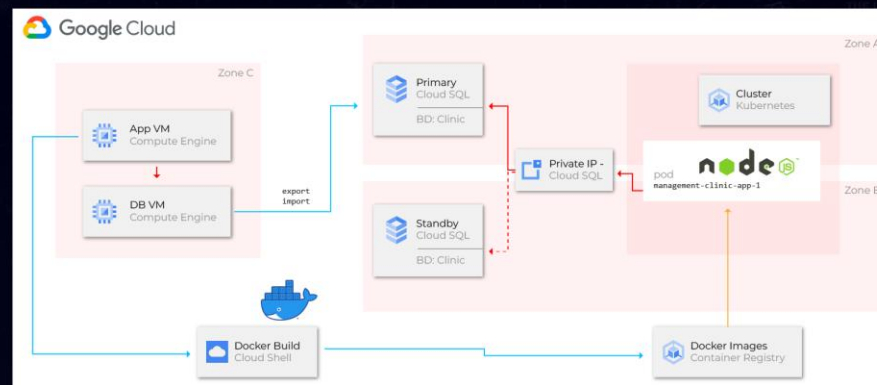 Google Cloud
Zone C
App VM
Compute Engine
DB VM
Compute Engine
export
import
Zone A
Primary
Cloud SQL
BD: Clinic
Private IP -
Cloud SQL
Standby
Cloud SQL
BD: Clinic
Cluster
Kubernetes
pod
node
JS
management-clinic-app-1
Docker Build
Cloud Shell
Docker Images
Container Registry